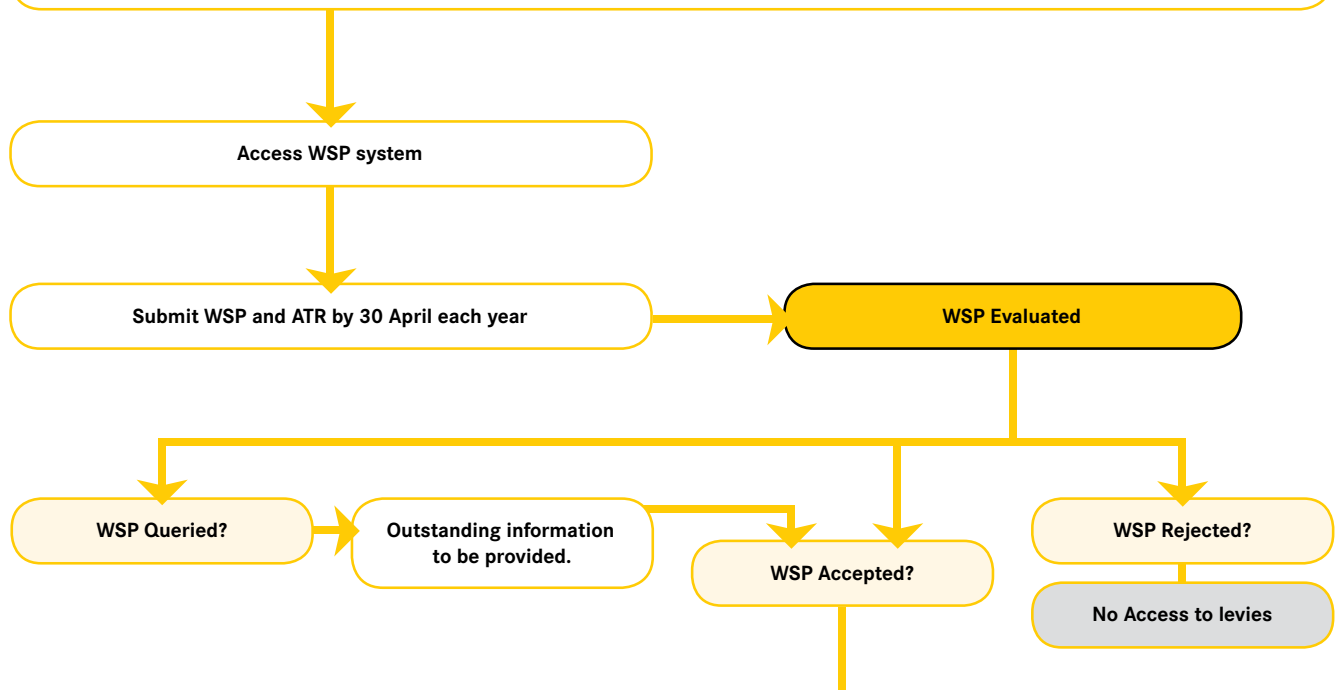 Access WSP system
Submit WSP and ATR by 30 April each year
WSP Evaluated
WSP Queried?
Outstanding information
to be provided.
WSP Accepted?
WSP Rejected?
No Access to levies